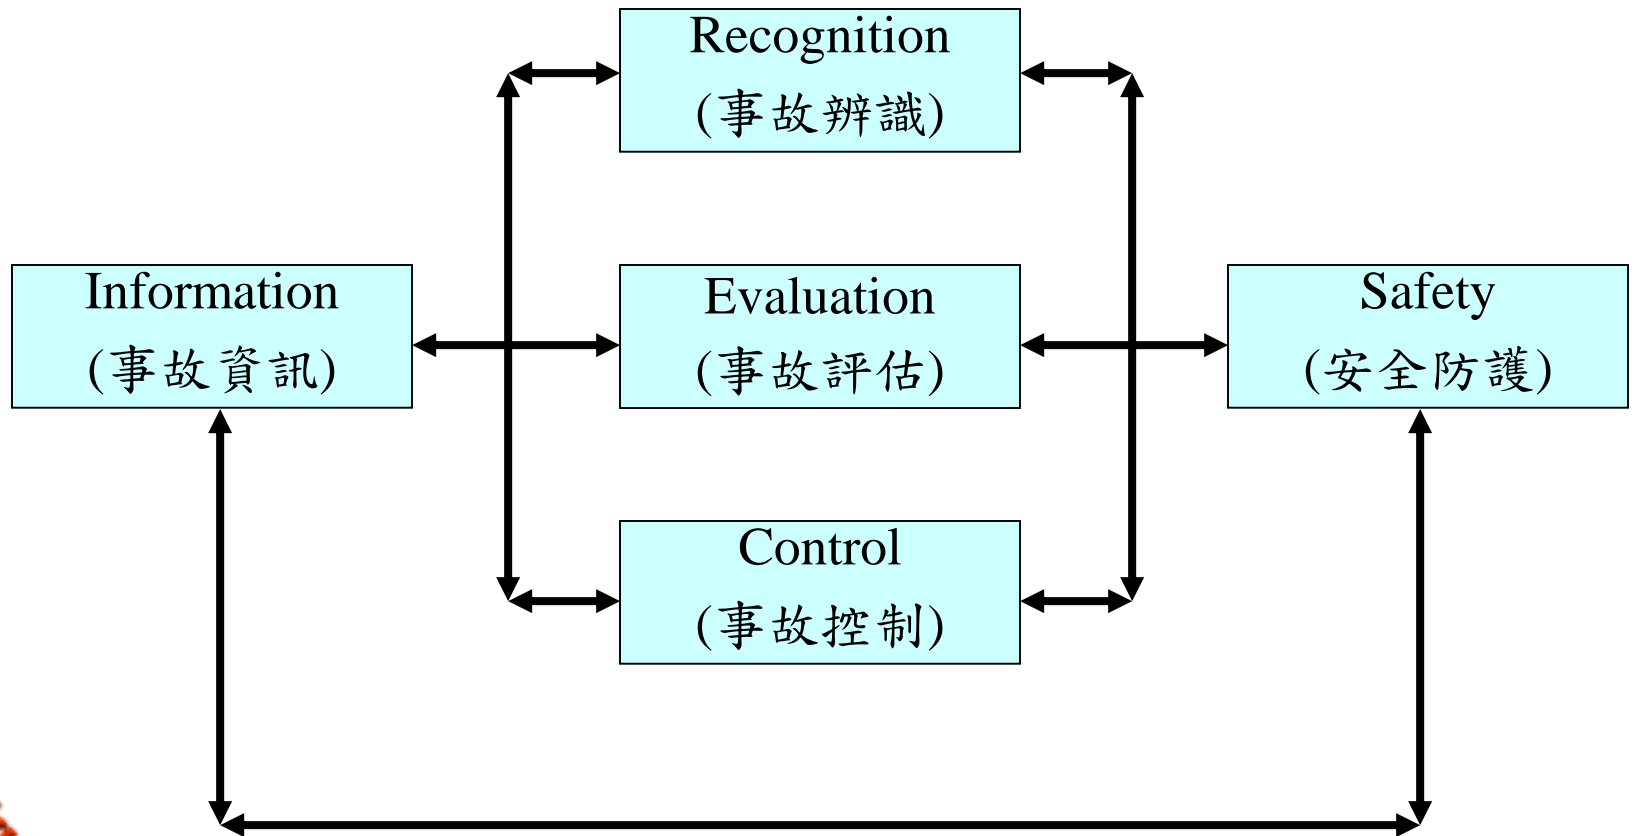 Recognition
(事故辨識)
Information
(事故資訊)
Evaluation
(事故評估)
Safety
(安全防護)
Control
(事故控制)